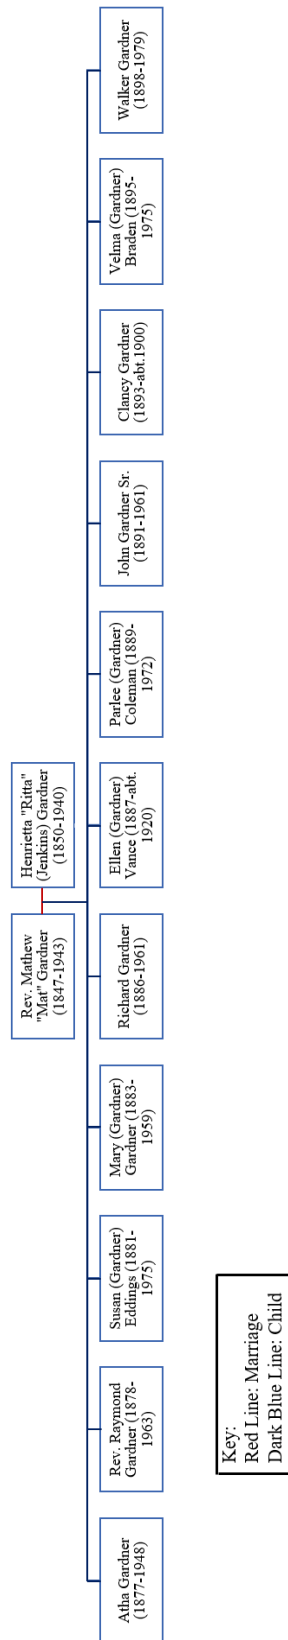 Rev. Mathew
"Mat" Gardner
(1847-1943)
Henrietta "Ritta"
(Jenkins) Gardner
(1850-1940)
Atha Gardner
(1877-1948)
Rev. Raymond
Gardner (1878-
1963)
Susan (Gardner)
Eddings (1881-
1975)
Mary (Gardner)
Gardner (1883-
1959)
Richard Gardner
(1886-1961)
Ellen (Gardner)
Vance (1887-abt.
1920)
Parlee (Gardner)
Coleman (1889-
1972)
John Gardner Sr.
(1891-1961)
Clancy Gardner
(1893-abt.1900)
Velma (Gardner)
Braden (1895-
1975)
Walker Gardner
(1898-1979)
Key:
Red Line: Marriage
Dark Blue Line: Child